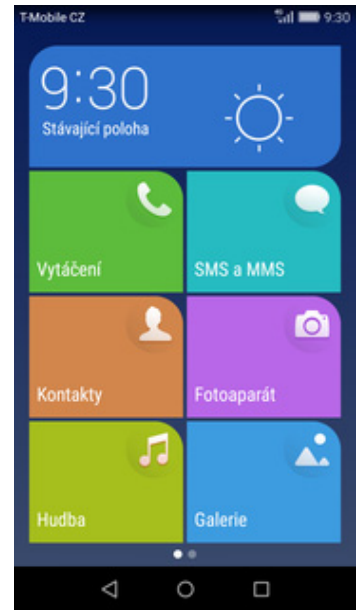 T-Mobile CZ 9:30
9:30
Stávající poloha
Vytáčení
SMS a MMS
Kontakty
Fotoaparát
Hudba
Galerie